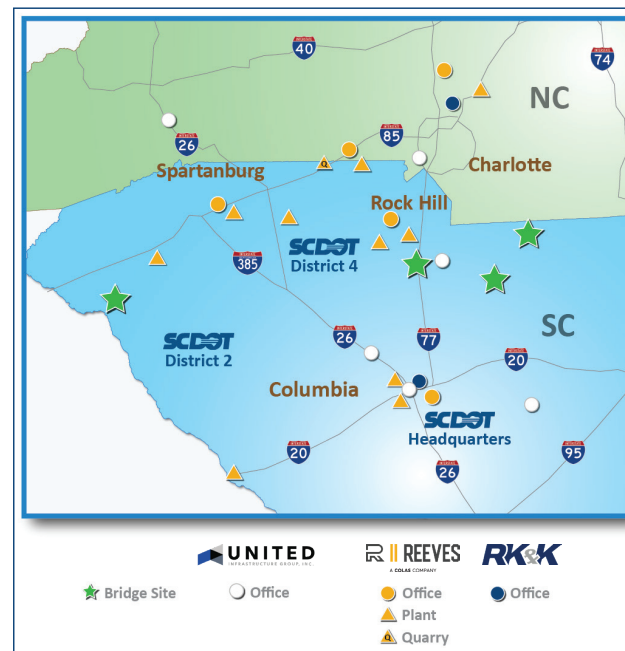 40
74
NC
85
26
Spartanburg
Charlotte
Rock Hill
SCDOT
District 4
385
SC
SCDOT
District 2
26
77
20
Columbia
SCDOT
Headquarters
20
26
95
Q
UNITED
INFRASTRUCTURE GROUP, INC.
R REEVES
A COLAS COMPANY
RK&K
Bridge Site
Office
Office
Office
Plant
Q
Quarry